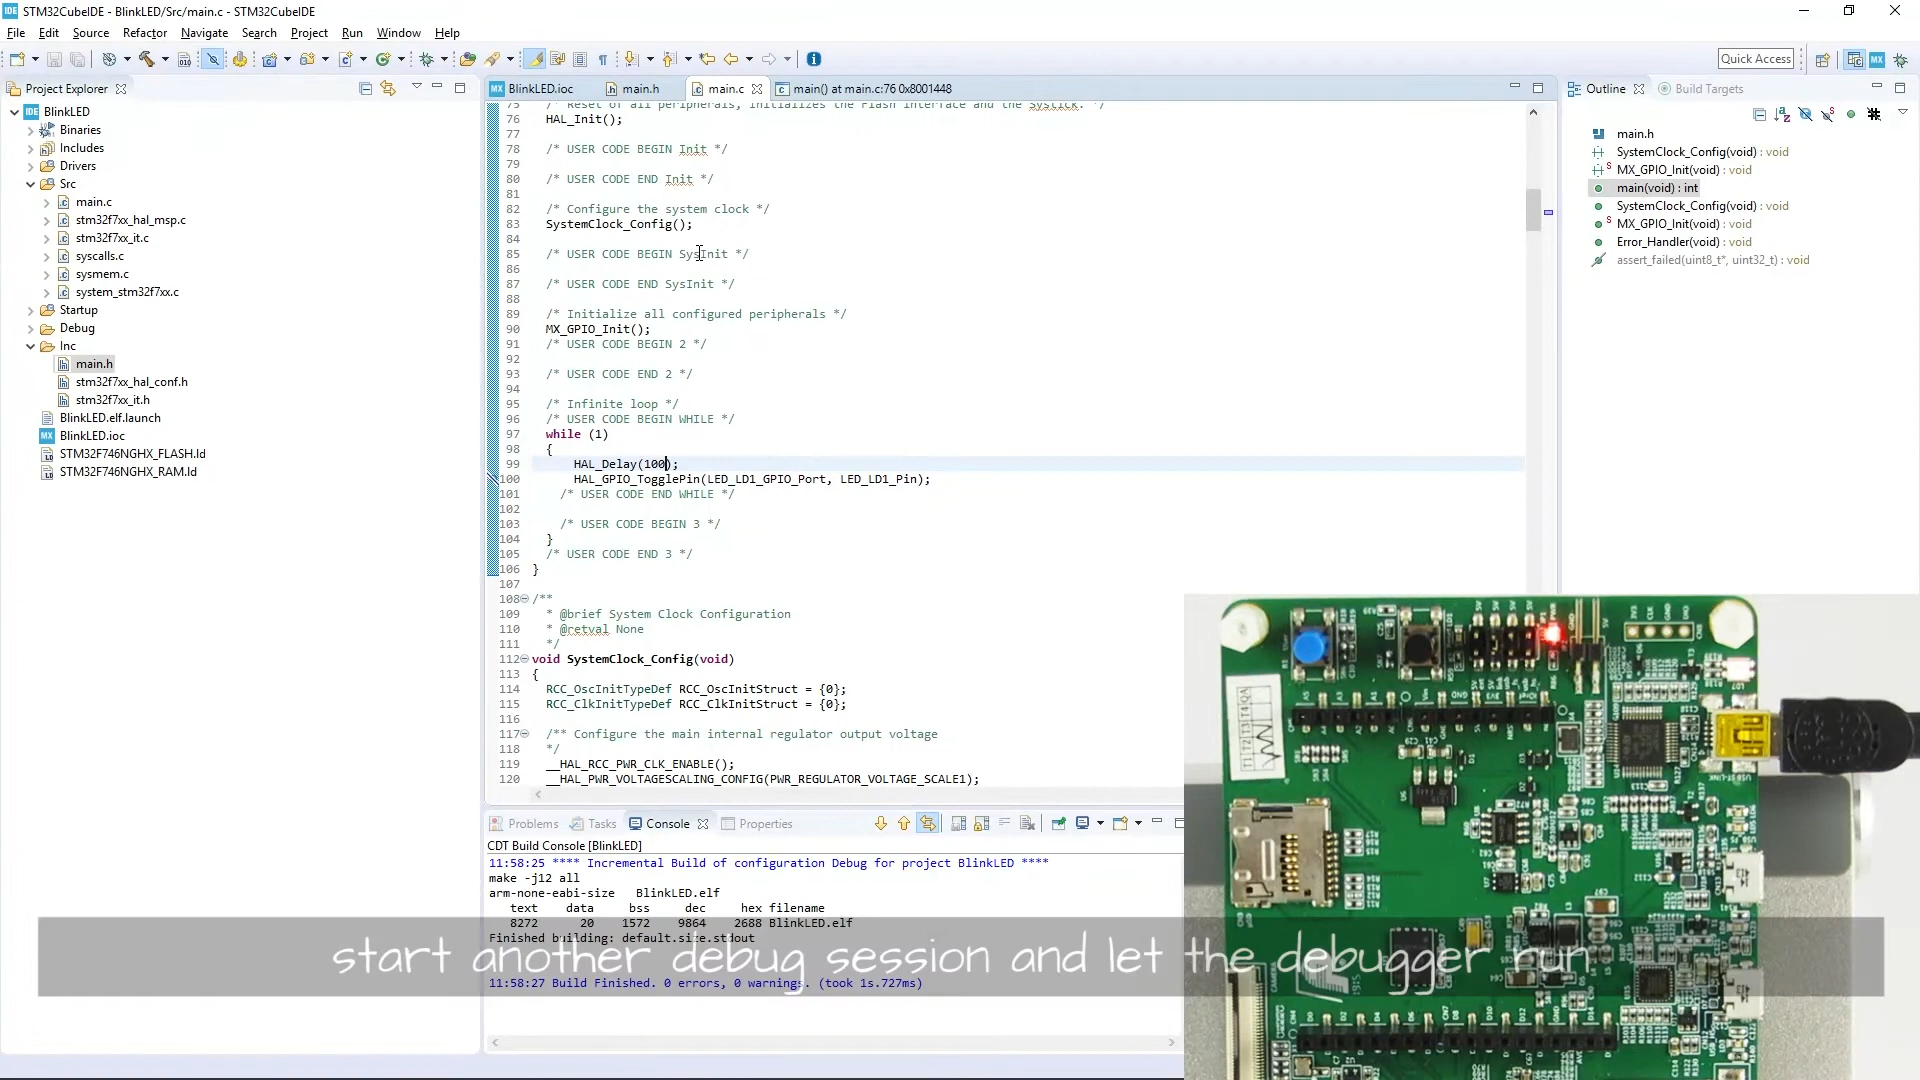 STM32CubeIDE - BlinkLED/Src/main.c - STM32CubeIDE
File Edit Source Refactor Navigate Search Project Run Window Help
Quick Access
Project Explorer
BlinkLED
Binaries
Includes
Drivers
Src
main.c
stm32f7xx_hal_msp.c
stm32f7xx_it.c
syscalls.c
sysmem.c
system_stm32f7xx.c
Startup
Debug
Inc
main.h
stm32f7xx_hal_conf.h
stm32f7xx_it.h
BlinkLED.elf.launch
BlinkLED.ioc
STM32F746NGHX_FLASH.ld
STM32F746NGHX_RAM.ld
BlinkLED.ioc main.h main.c main() at main.c:76 0x8001448
75 /* Reset of all peripherals, Initializes the Flash interface and the Systick. */
76 HAL_Init();
77
78 /* USER CODE BEGIN Init */
79
80 /* USER CODE END Init */
81
82 /* Configure the system clock */
83 SystemClock_Config();
84
85 /* USER CODE BEGIN SysInit */
86
87 /* USER CODE END SysInit */
88
89 /* Initialize all configured peripherals */
90 MX_GPIO_Init();
91 /* USER CODE BEGIN 2 */
92
93 /* USER CODE END 2 */
94
95 /* Infinite loop */
96 /* USER CODE BEGIN WHILE */
97 while (1)
98 {
99 HAL_Delay(100);
100 HAL_GPIO_TogglePin(LED_LD1_GPIO_Port, LED_LD1_Pin);
101 /* USER CODE END WHILE */
102
103 /* USER CODE BEGIN 3 */
104 }
105 /* USER CODE END 3 */
106 }
107
108 /**
109 * @brief System Clock Configuration
110 * @retval None
111 */
112 void SystemClock_Config(void)
113 {
114 RCC_OscInitTypeDef RCC_OscInitStruct = {0};
115 RCC_ClkInitTypeDef RCC_ClkInitStruct = {0};
116
117 /** Configure the main internal regulator output voltage
118 */
119 __HAL_RCC_PWR_CLK_ENABLE();
120 __HAL_PWR_VOLTAGESCALING_CONFIG(PWR_REGULATOR_VOLTAGE_SCALE1);
Outline Build Targets
main.h
SystemClock_Config(void) : void
MX_GPIO_Init(void) : void
main(void) : int
SystemClock_Config(void) : void
MX_GPIO_Init(void) : void
Error_Handler(void) : void
assert_failed(uint8_t*, uint32_t) : void
Problems Tasks Console Properties
CDT Build Console [BlinkLED]
11:58:25 **** Incremental Build of configuration Debug for project BlinkLED ****
make -j12 all
arm-none-eabi-size BlinkLED.elf
text data bss dec hex filename
8272 20 1572 9864 2688 BlinkLED.elf
Finished building: default.size.stdout
11:58:27 Build Finished. 0 errors, 0 warnings. (took 1s.727ms)
start another debug session and let the debugger run